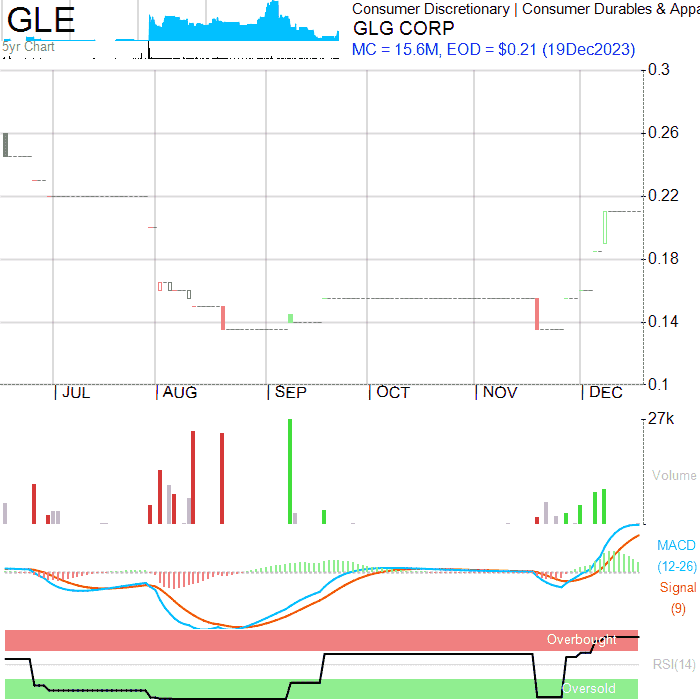 GLE
5yr Chart
Consumer Discretionary | Consumer Durables & Appa
GLG CORP
MC = 15.6M, EOD = $0.21 (19Dec2023)
0.3
0.26
0.22
0.18
0.14
0.1
JUL AUG SEP OCT NOV DEC
27k
Volume
MACD
(12-26)
Signal
(9)
Overbought
RSI(14)
Oversold